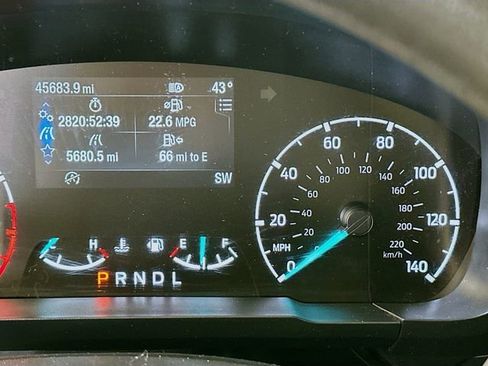 45683.9 mi 43°
2820:52:39 22.6 MPG
5680.5 mi 66 mi to E
SW
H E F
P R N D L
0 20 40 60 80 100 120 140
MPH
0 20 40 60 80 100 120 140 160 180 200 220
km/h